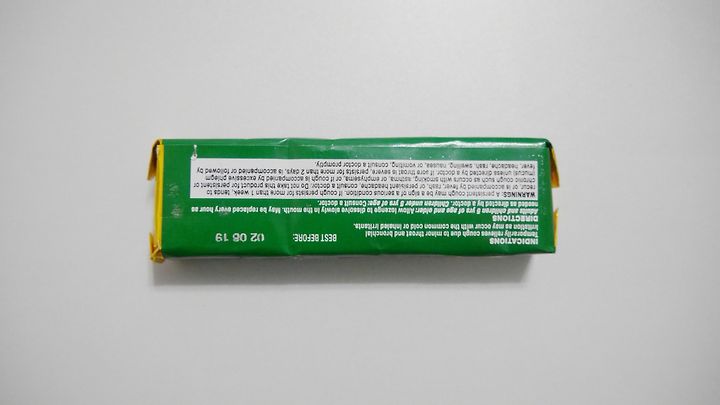 INDICATIONS
Temporarily relieves cough due to minor throat and bronchial
irritation as may occur with the common cold or inhaled irritants.
BEST BEFORE: 02 08 19
DIRECTIONS
Adults and children 5 yrs of age and older: Allow lozenge to dissolve slowly in the mouth. May be replaced every hour as
needed or as directed by a doctor. Children under 5 yrs of age: Consult a doctor.
WARNINGS: A persistent cough may be a sign of a serious condition. If cough persists for more than 1 week, tends to
recur, or is accompanied by fever, rash, or persistent headache, consult a doctor. Do not take this product for persistent or
chronic cough such as occurs with smoking, asthma, or emphysema, or if cough is accompanied by excessive phlegm
(mucus) unless directed by a doctor. If sore throat is severe, persists for more than 2 days, is accompanied or followed by
fever, headache, rash, swelling, nausea, or vomiting, consult a doctor promptly.